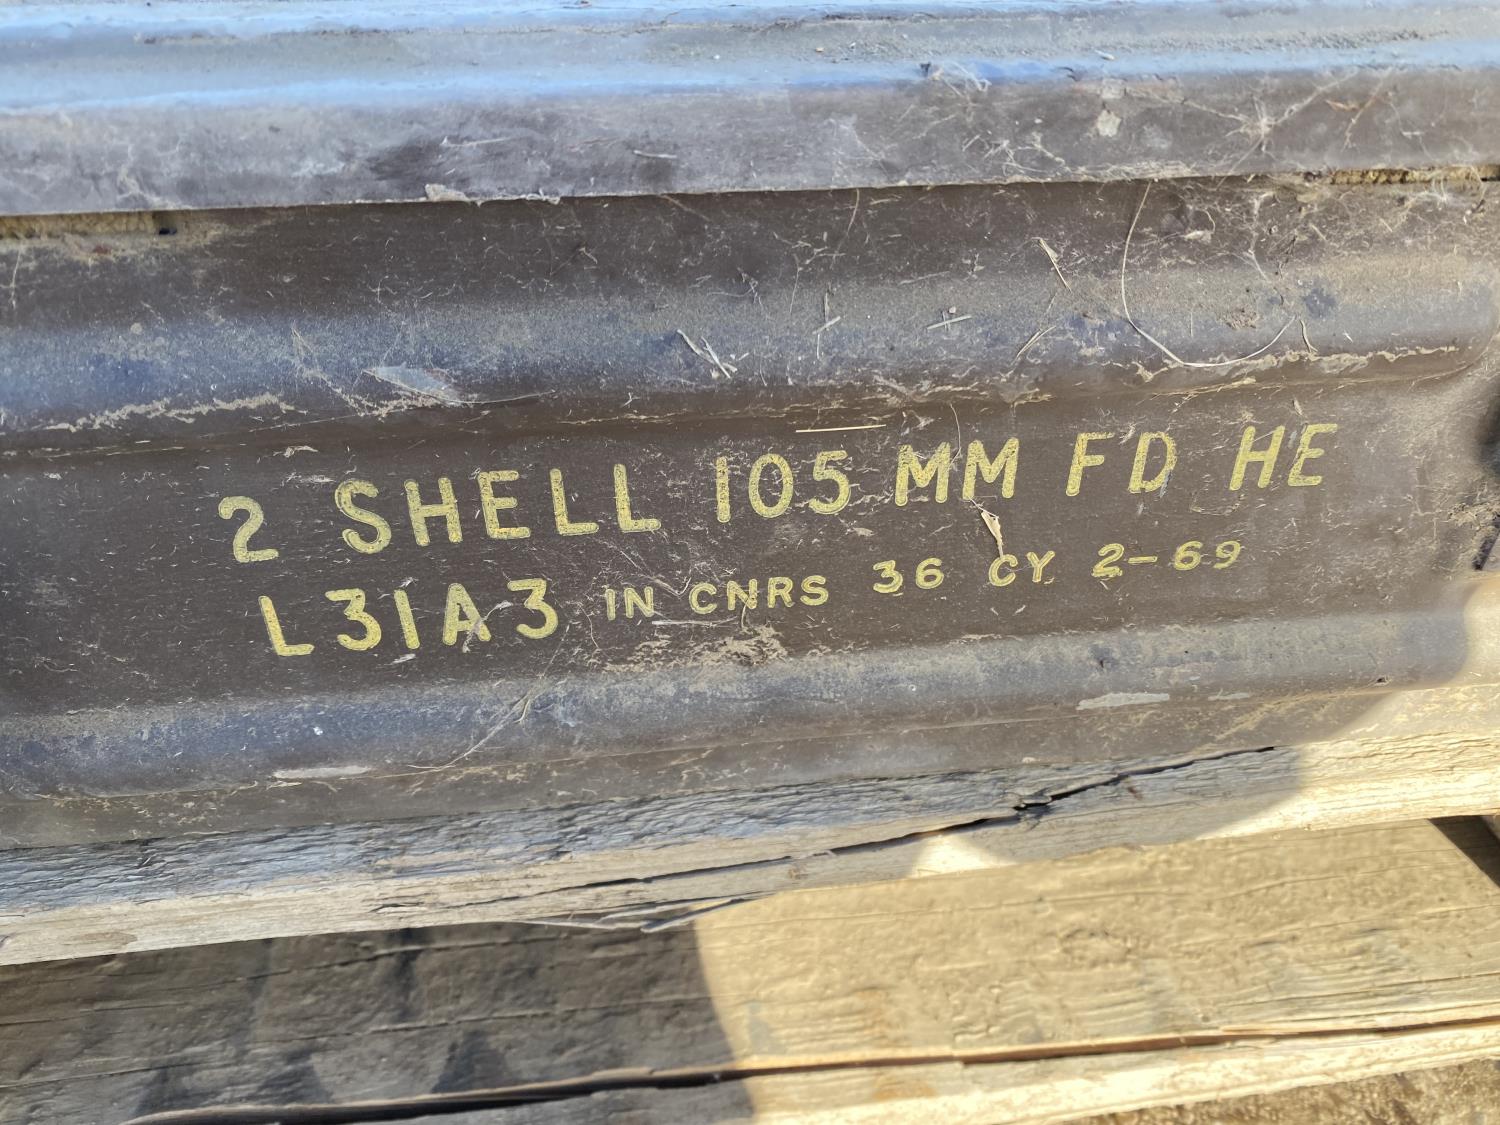 2 SHELL 105 MM FD HE
L31A3 IN CNRS 36 CY 2-69